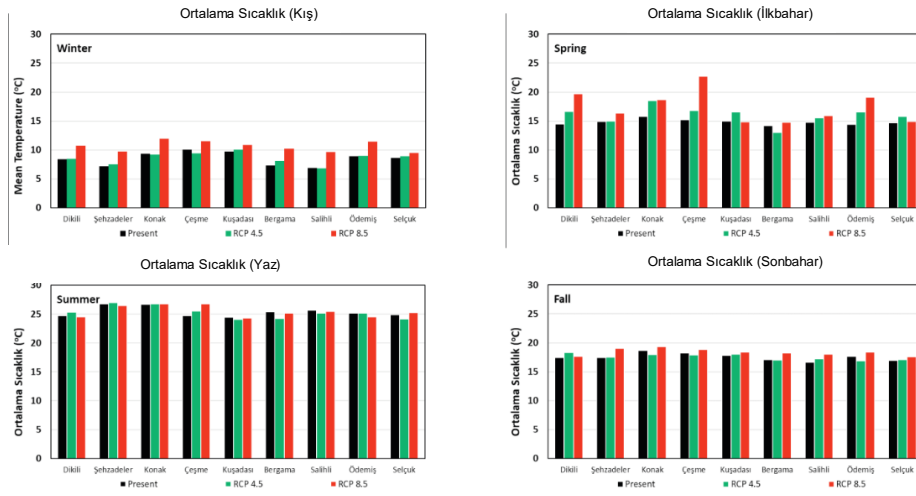 Ortalama Sıcaklık (Kış)
Winter
Mean Temperature (°C)
30
25
20
15
10
5
0
Dikili Şehzadeler Konak Çeşme Kuşadası Bergama Salihli Ödemiş Selçuk
Present RCP 4.5 RCP 8.5
Ortalama Sıcaklık (İlkbahar)
Spring
Ortalama Sıcaklık (°C)
30
25
20
15
10
5
0
Dikili Şehzadeler Konak Çeşme Kuşadası Bergama Salihli Ödemiş Selçuk
Present RCP 4.5 RCP 8.5
Ortalama Sıcaklık (Yaz)
Summer
Ortalama Sıcaklık (°C)
30
25
20
15
10
5
0
Dikili Şehzadeler Konak Çeşme Kuşadası Bergama Salihli Ödemiş Selçuk
Present RCP 4.5 RCP 8.5
Ortalama Sıcaklık (Sonbahar)
Fall
Ortalama Sıcaklık (°C)
30
25
20
15
10
5
0
Dikili Şehzadeler Konak Çeşme Kuşadası Bergama Salihli Ödemiş Selçuk
Present RCP 4.5 RCP 8.5